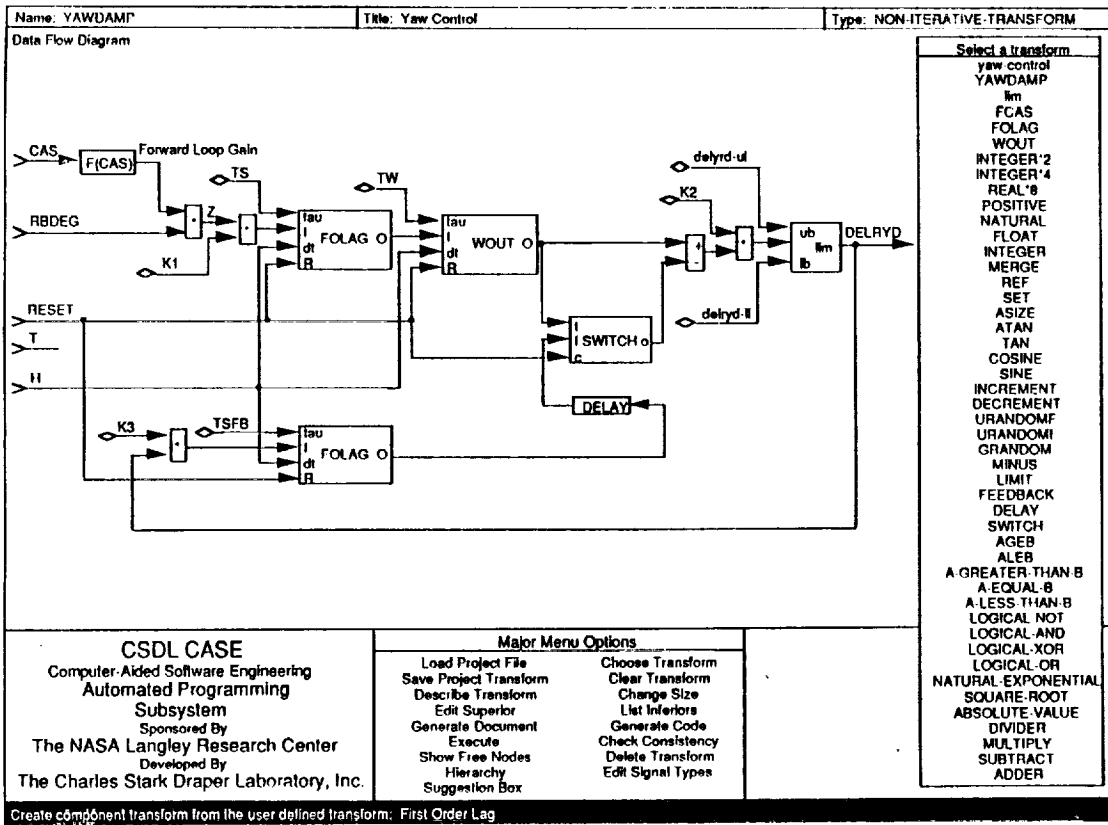 Name: YAWDAMP
Title: Yaw Control
Type: NON-ITERATIVE-TRANSFORM
Data Flow Diagram
CAS
F(CAS)
Forward Loop Gain
TS
TW
delyrd-ul
K2
RBDEG
Z
K1
tau
I
dt
R
FOLAG O
tau
I
dt
R
WOUT O
+
-
ub
lim
lb
DELRYD
delryd-ll
RESET
T
H
I
I
c
SWITCH o
DELAY
K3
TSFB
tau
I
dt
R
FOLAG O
Select a transform
yaw-control
YAWDAMP
lim
FCAS
FOLAG
WOUT
INTEGER*2
INTEGER*4
REAL*8
POSITIVE
NATURAL
FLOAT
INTEGER
MERGE
REF
SET
ASIZE
ATAN
TAN
COSINE
SINE
INCREMENT
DECREMENT
URANDOMF
URANDOMI
GRANDOM
MINUS
LIMIT
FEEDBACK
DELAY
SWITCH
AGEB
ALEB
A-GREATER-THAN-B
A-EQUAL-B
A-LESS-THAN-B
LOGICAL NOT
LOGICAL-AND
LOGICAL-XOR
LOGICAL-OR
NATURAL-EXPONENTIAL
SQUARE-ROOT
ABSOLUTE-VALUE
DIVIDER
MULTIPLY
SUBTRACT
ADDER
CSDL CASE
Computer-Aided Software Engineering
Automated Programming
Subsystem
Sponsored By
The NASA Langley Research Center
Developed By
The Charles Stark Draper Laboratory, Inc.
Major Menu Options
Load Project File
Save Project Transform
Describe Transform
Edit Superior
Generate Document
Execute
Show Free Nodes
Hierarchy
Suggestion Box
Choose Transform
Clear Transform
Change Size
List Inferiors
Generate Code
Check Consistency
Delete Transform
Edit Signal Types
Create component transform from the user defined transform: First Order Lag